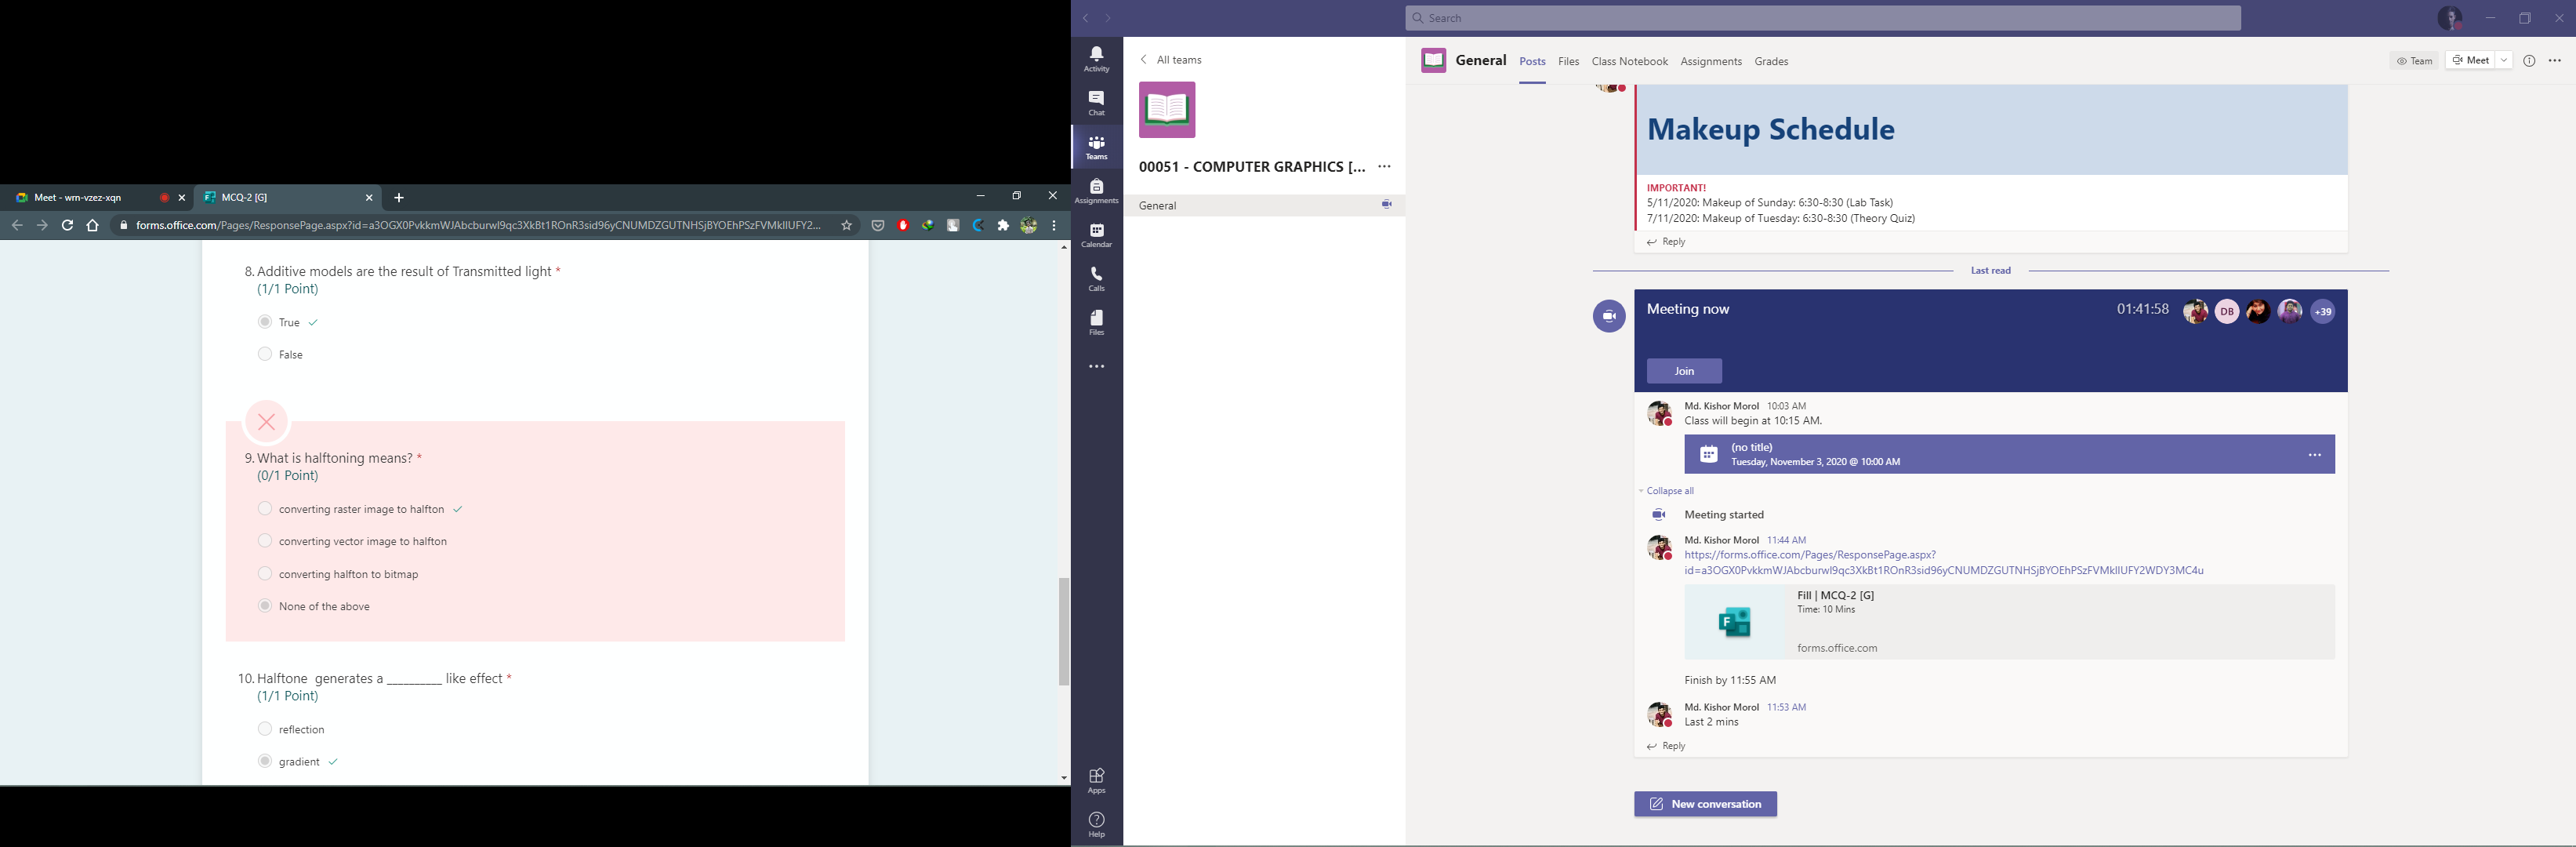 Meet - wrn-vzez-xqn
MCQ-2 [G]
forms.office.com/Pages/ResponsePage.aspx?id=a3OGX0PvkkmWJAbcburwI9qc3XkBt1ROnR3sid96yCNUMDZGUTNHSjBYOEhPSzFVMkIIUFY2...
8. Additive models are the result of Transmitted light *
(1/1 Point)
True
False
9. What is halftoning means? *
(0/1 Point)
converting raster image to halfton
converting vector image to halfton
converting halfton to bitmap
None of the above
10. Halftone generates a __________ like effect *
(1/1 Point)
reflection
gradient
Search
Activity
Chat
Teams
Assignments
Calendar
Calls
Files
Apps
Help
All teams
00051 - COMPUTER GRAPHICS [...
General
General
Posts
Files
Class Notebook
Assignments
Grades
Team
Meet
Makeup Schedule
IMPORTANT!
5/11/2020: Makeup of Sunday: 6:30-8:30 (Lab Task)
7/11/2020: Makeup of Tuesday: 6:30-8:30 (Theory Quiz)
Reply
Last read
Meeting now
01:41:58
DB
+39
Join
Md. Kishor Morol 10:03 AM
Class will begin at 10:15 AM.
(no title)
Tuesday, November 3, 2020 @ 10:00 AM
Collapse all
Meeting started
Md. Kishor Morol 11:44 AM
https://forms.office.com/Pages/ResponsePage.aspx?
id=a3OGX0PvkkmWJAbcburwI9qc3XkBt1ROnR3sid96yCNUMDZGUTNHSjBYOEhPSzFVMkIIUFY2WDY3MC4u
Fill | MCQ-2 [G]
Time: 10 Mins
forms.office.com
Finish by 11:55 AM
Md. Kishor Morol 11:53 AM
Last 2 mins
Reply
New conversation